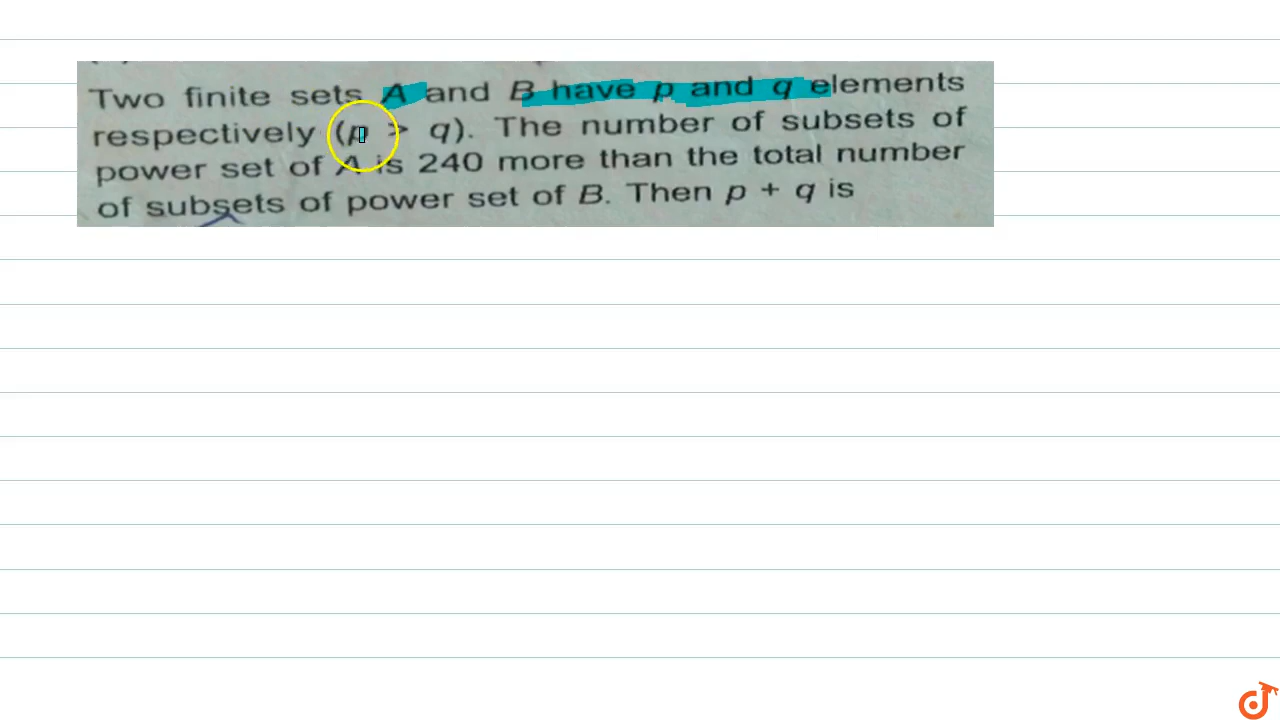 Two finite sets A and B have p and q elements
respectively (p > q). The number of subsets of
power set of A is 240 more than the total number
of subsets of power set of B. Then p + q is